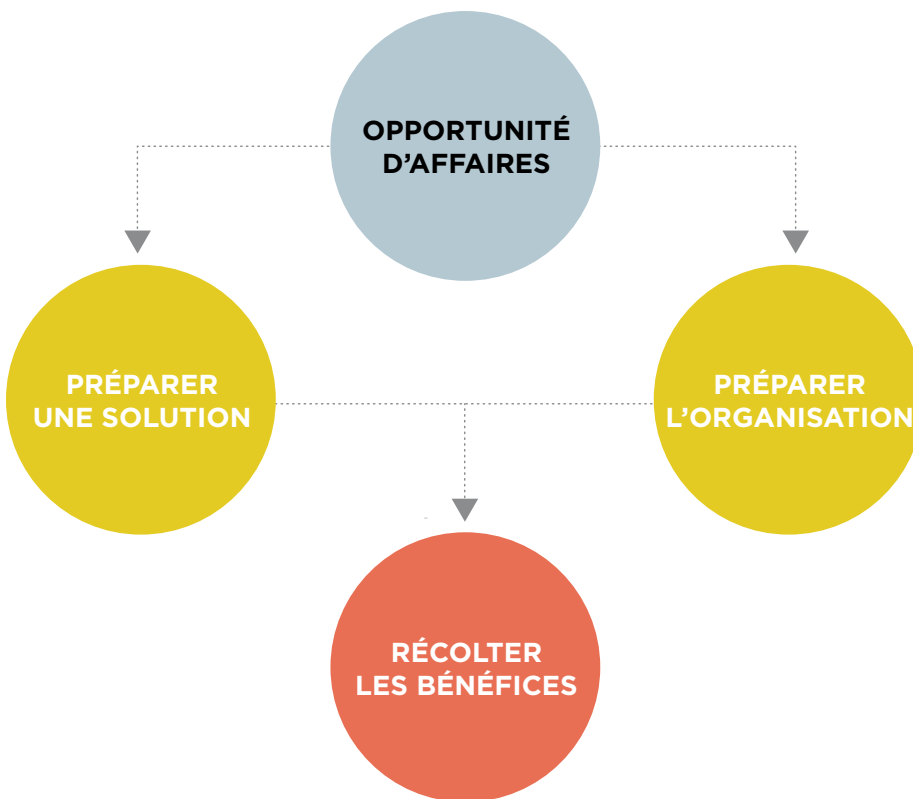 OPPORTUNITÉ
D’AFFAIRES
PRÉPARER
UNE SOLUTION
PRÉPARER
L’ORGANISATION
RÉCOLTER
LES BÉNÉFICES